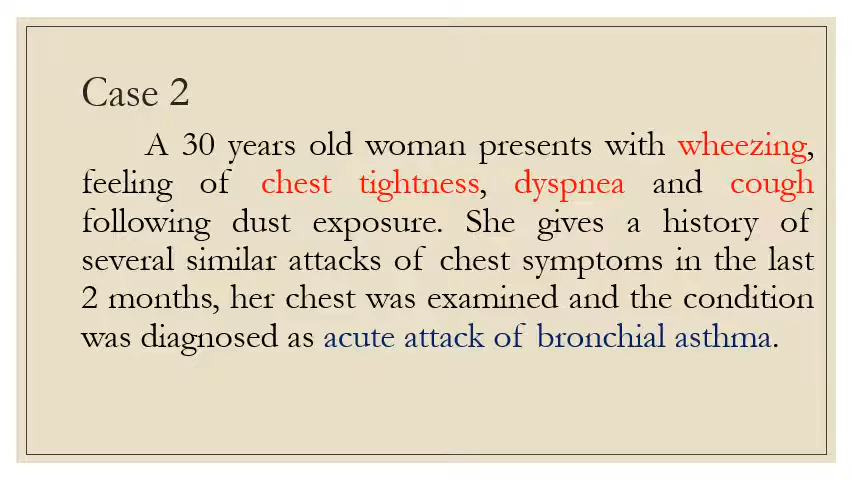 Case 2
A 30 years old woman presents with wheezing,
feeling of chest tightness, dyspnea and cough
following dust exposure. She gives a history of
several similar attacks of chest symptoms in the last
2 months, her chest was examined and the condition
was diagnosed as acute attack of bronchial asthma.